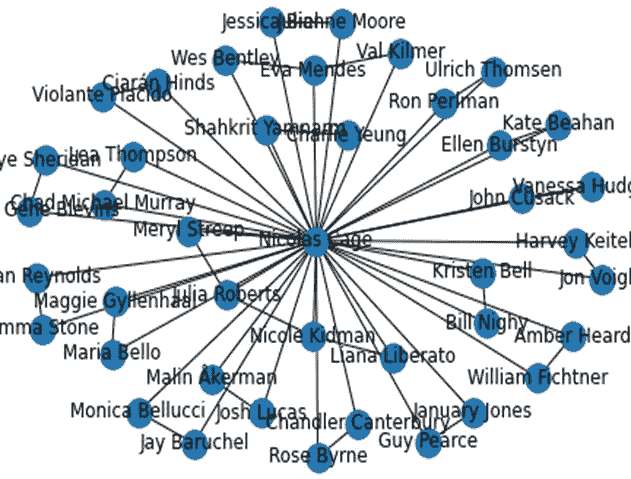 Jessica Biel
Julianne Moore
Wes Bentley
Val Kilmer
Eva Mendes
Ulrich Thomsen
Ciarán Hinds
Violante Placido
Ron Perlman
Shahkrit Yamnarm
Charlie Yeung
Kate Beahan
Ellen Burstyn
ye Sheridan
Lea Thompson
Vanessa Hudg
John Cusack
Chad Michael Murray
Gene Blevins
Meryl Streep
Nicolas Cage
Harvey Keitel
Kristen Bell
Jon Voigh
an Reynolds
Maggie Gyllenhaal
Julia Roberts
mma Stone
Bill Nighy
Amber Heard
Nicole Kidman
Maria Bello
Liana Liberato
Malin Åkerman
William Fichtner
Monica Bellucci
Josh Lucas
January Jones
Chandler Canterbury
Jay Baruchel
Guy Pearce
Rose Byrne